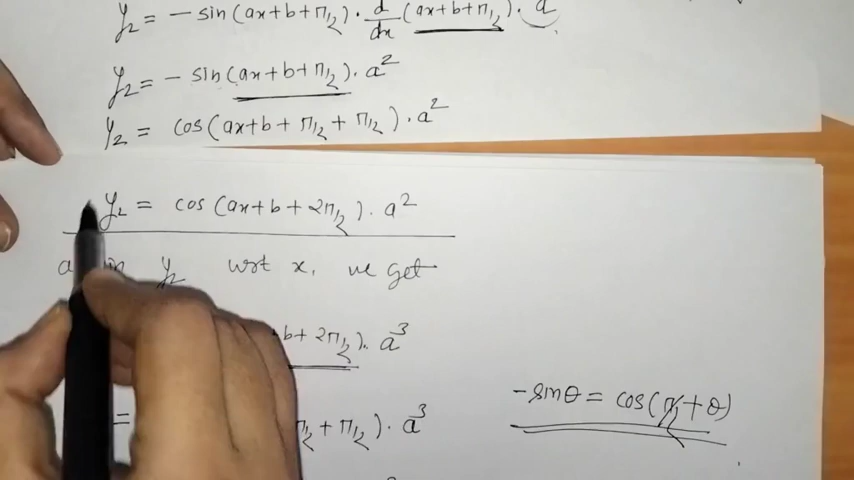 y₂ = - sin(ax+b+π/2) · d/dx (ax+b+π/2) · a
y₂ = - sin(ax+b+π/2) · a²
y₂ = cos(ax+b+π/2+π/2) · a²
y₂ = cos(ax+b+2π/2) · a²
y₂ wrt x, we get
b+2π/2) · a³
-sinθ = cos(π/2+θ)
= π/2+π/2) · a³